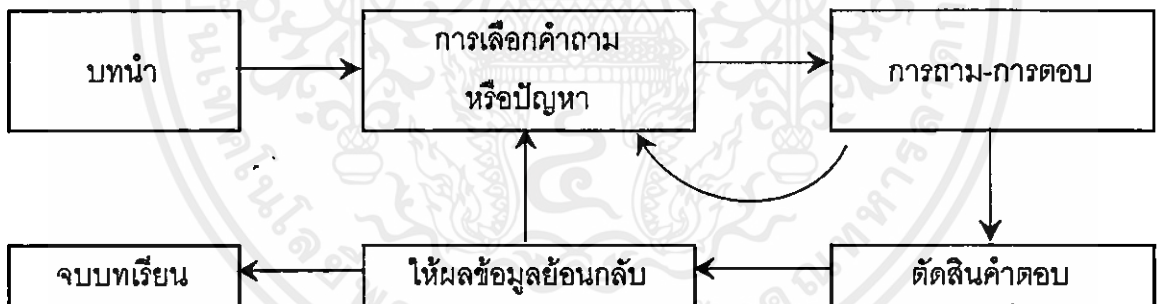 บทนำ
การเลือกคำถาม
หรือปัญหา
การถาม-การตอบ
จบบทเรียน
ให้ผลข้อมูลย้อนกลับ
ตัดสินคำตอบ